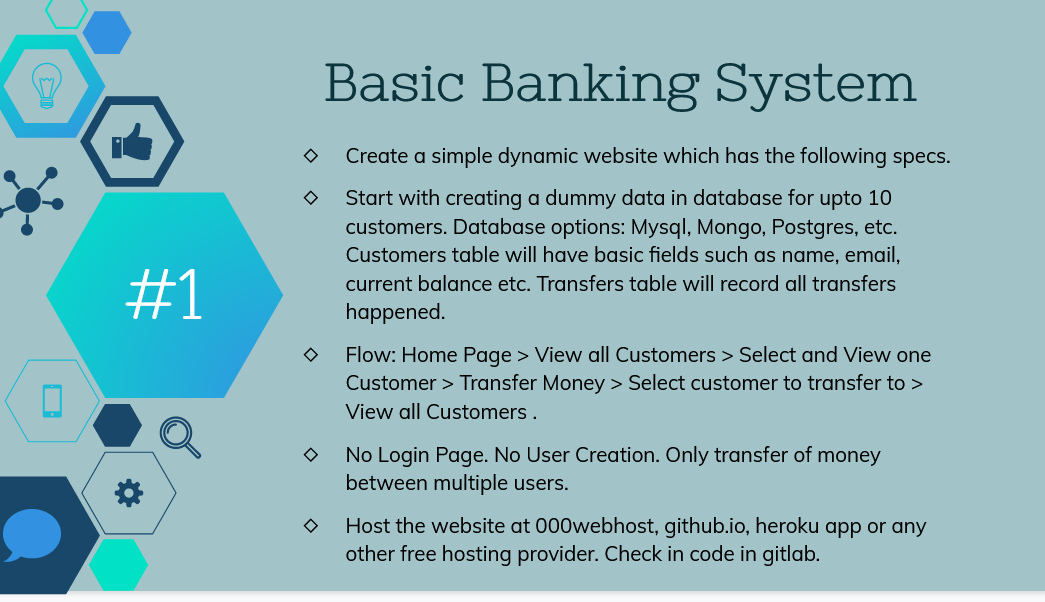 Basic Banking System
Create a simple dynamic website which has the following specs.
Start with creating a dummy data in database for upto 10
customers. Database options: Mysql, Mongo, Postgres, etc.
Customers table will have basic fields such as name, email,
current balance etc. Transfers table will record all transfers
happened.
#1
Flow: Home Page > View all Customers > Select and View one
Customer > Transfer Money > Select customer to transfer to >
View all Customers .
No Login Page. No User Creation. Only transfer of money
between multiple users.
Host the website at 000webhost, github.io, heroku app or any
other free hosting provider. Check in code in gitlab.